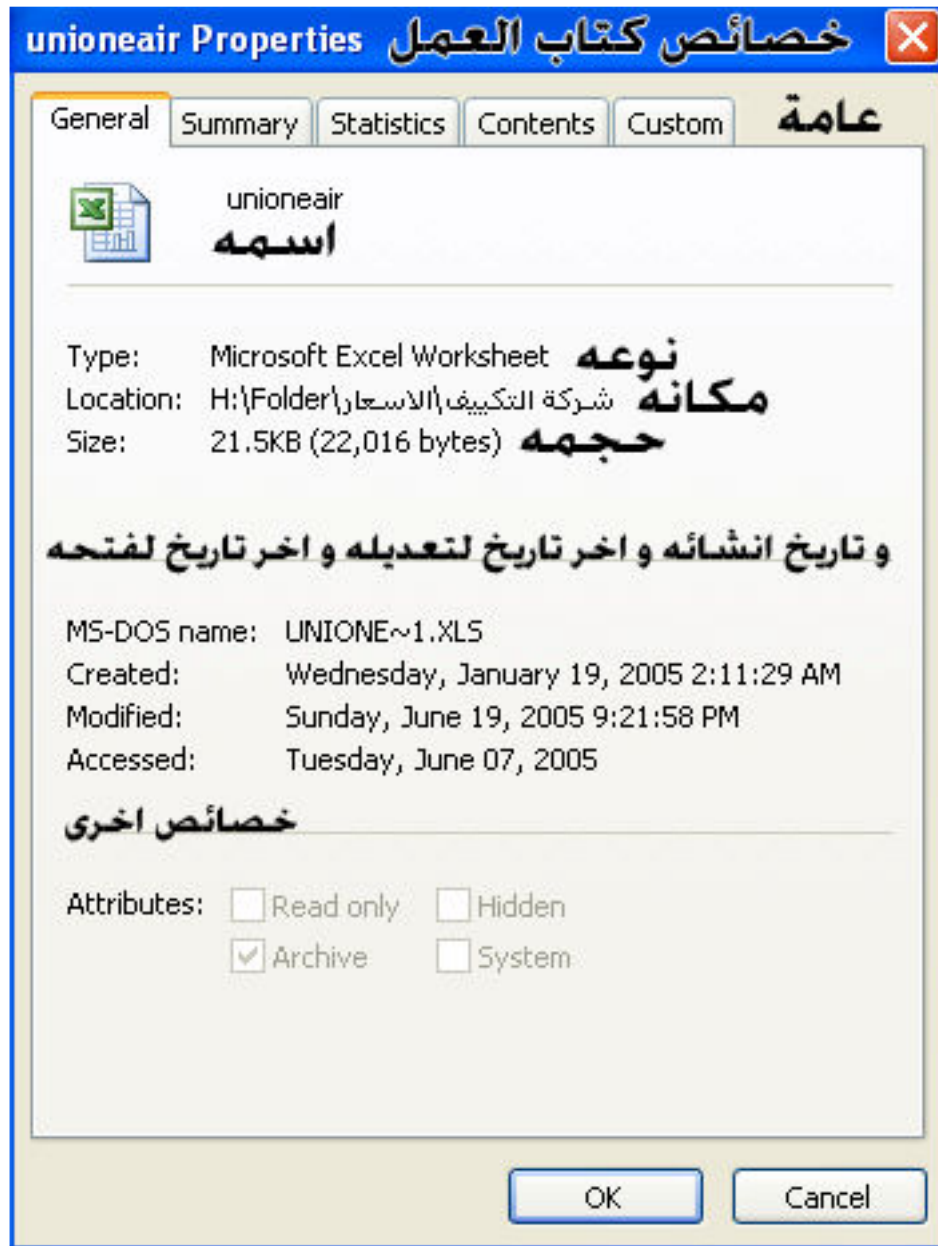 unioneair Properties خصائص كتاب العمل
General Summary Statistics Contents Custom عامة
unioneair
اسمه
Type: Microsoft Excel Worksheet نوعه
Location: H:\Folder\شركة التكييف\الاسعار مكانه
Size: 21.5KB (22,016 bytes) حجمه
و تاريخ انشائه و اخر تاريخ لتعديله و اخر تاريخ لفتحه
MS-DOS name: UNIONE~1.XLS
Created: Wednesday, January 19, 2005 2:11:29 AM
Modified: Sunday, June 19, 2005 9:21:58 PM
Accessed: Tuesday, June 07, 2005
خصائص اخرى
Attributes: Read only Hidden
Archive System
OK Cancel